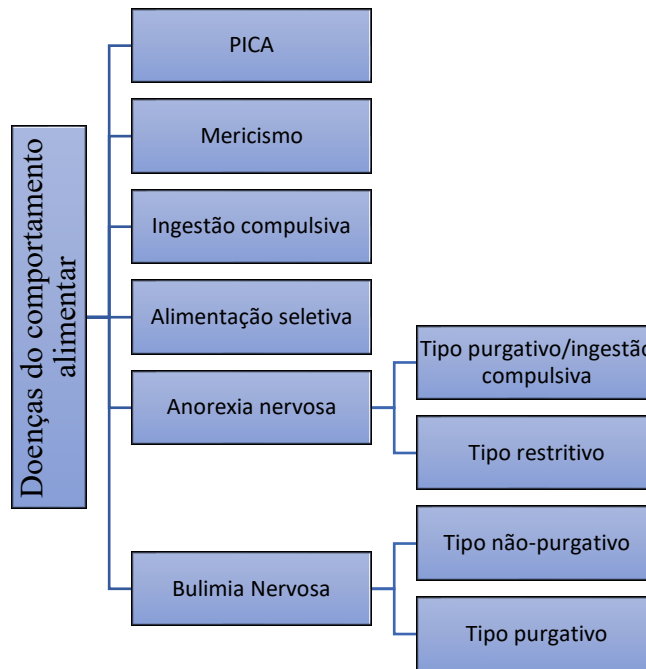 Doenças do comportamento
alimentar
PICA
Mericismo
Ingestão compulsiva
Alimentação seletiva
Anorexia nervosa
Tipo purgativo/ingestão
compulsiva
Tipo restritivo
Bulimia Nervosa
Tipo não-purgativo
Tipo purgativo